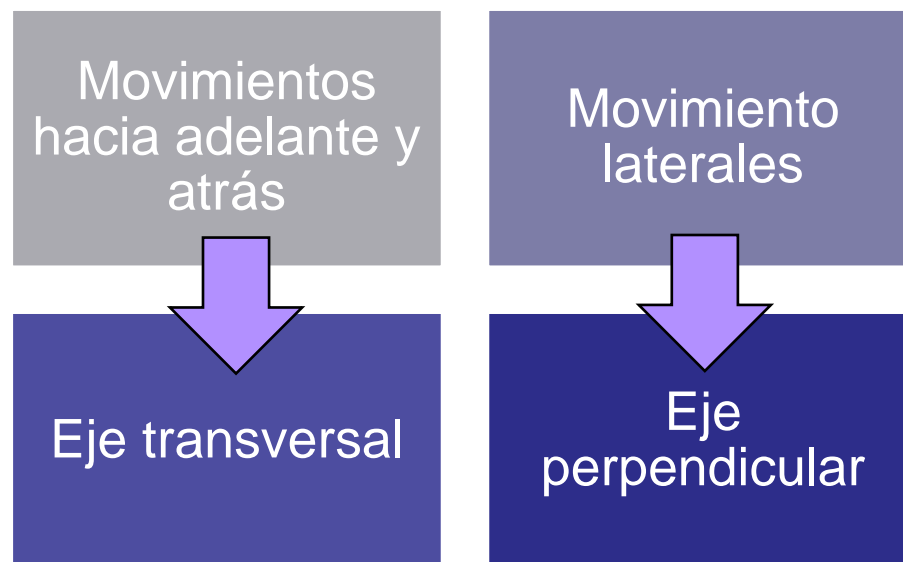 Movimientos
hacia adelante y
atrás
Eje transversal
Movimiento
laterales
Eje
perpendicular